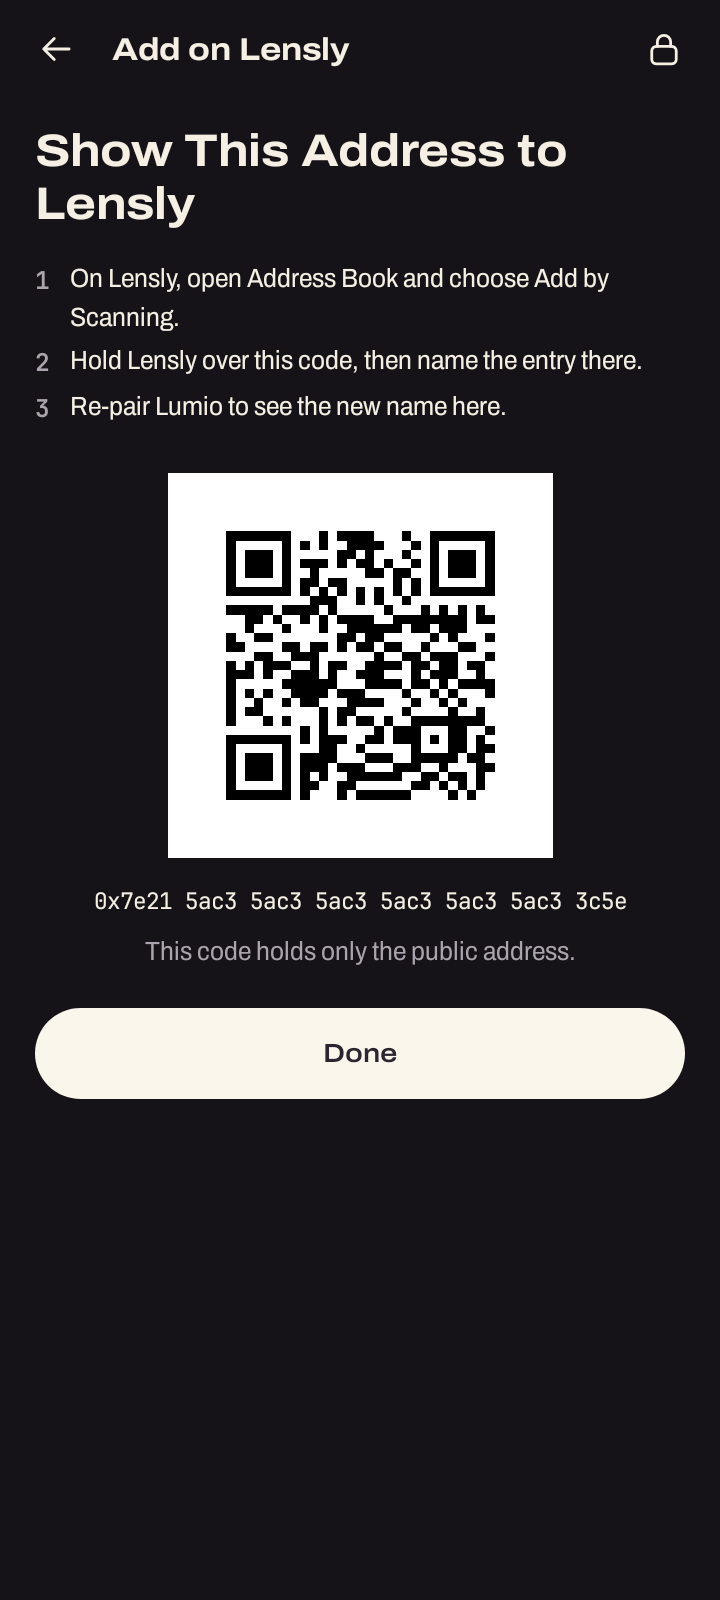 Add on Lensly
Show This Address to
Lensly
1 On Lensly, open Address Book and choose Add by
Scanning.
2 Hold Lensly over this code, then name the entry there.
3 Re-pair Lumio to see the new name here.
0x7e21 5ac3 5ac3 5ac3 5ac3 5ac3 5ac3 3c5e
This code holds only the public address.
Done